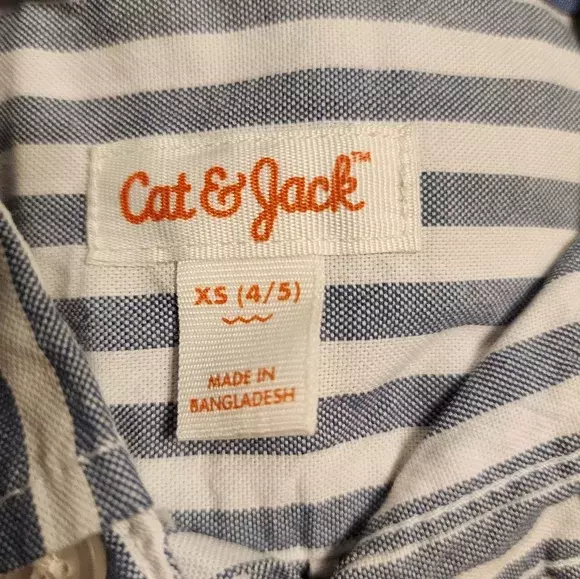 Cat & Jack™
XS (4/5)
MADE IN
BANGLADESH